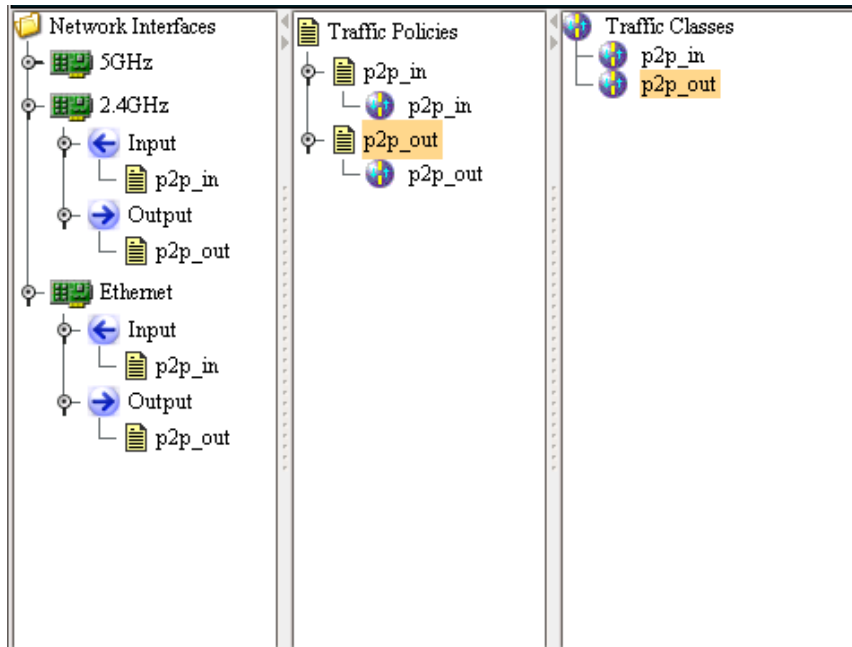 Network Interfaces
5GHz
2.4GHz
Input
p2p_in
Output
p2p_out
Ethernet
Input
p2p_in
Output
p2p_out
Traffic Policies
p2p_in
p2p_in
p2p_out
p2p_out
Traffic Classes
p2p_in
p2p_out